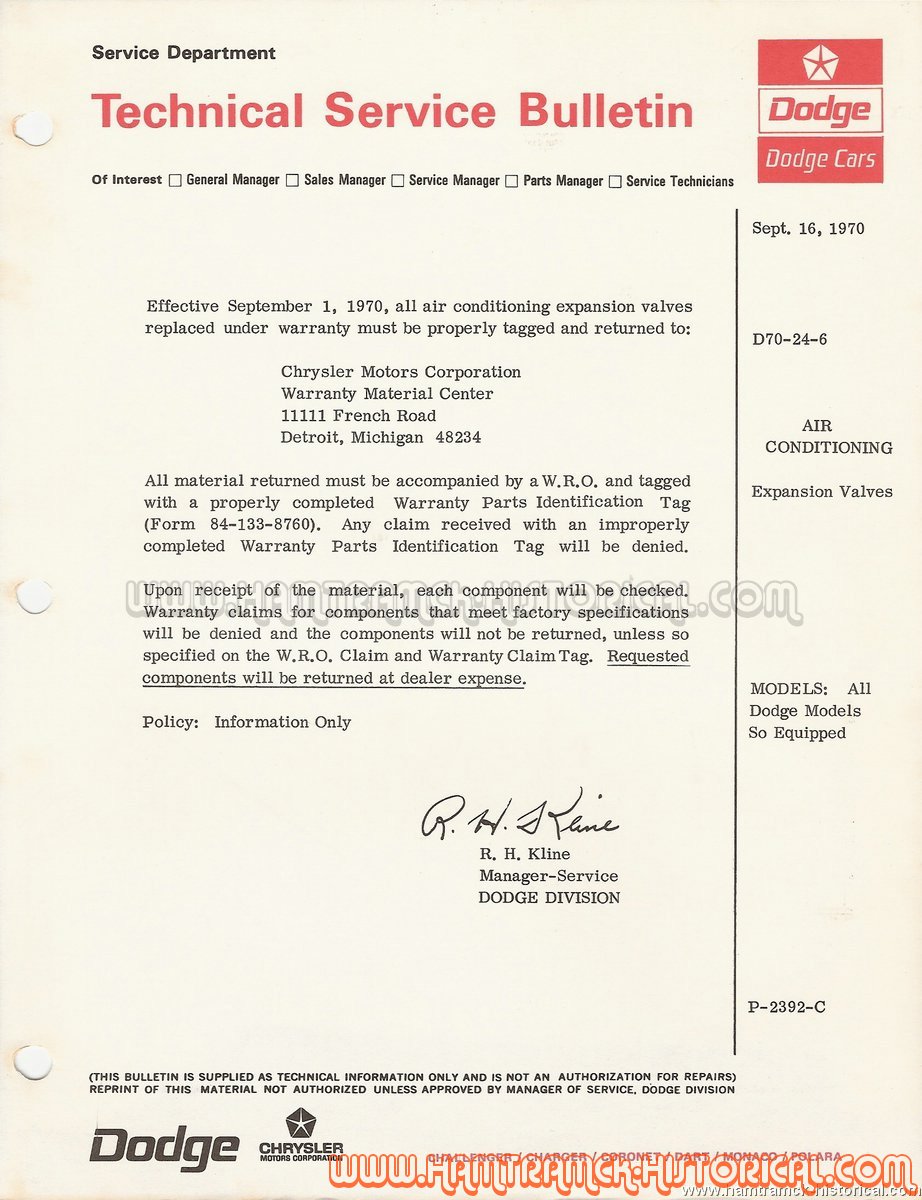 Service Department
Technical Service Bulletin
Dodge
Dodge Cars
Of Interest □ General Manager □ Sales Manager □ Service Manager □ Parts Manager □ Service Technicians
Sept. 16, 1970
Effective September 1, 1970, all air conditioning expansion valves
replaced under warranty must be properly tagged and returned to:
D70-24-6
Chrysler Motors Corporation
Warranty Material Center
11111 French Road
Detroit, Michigan 48234
AIR
CONDITIONING
Expansion Valves
All material returned must be accompanied by a W.R.O. and tagged
with a properly completed Warranty Parts Identification Tag
(Form 84-133-8760). Any claim received with an improperly
completed Warranty Parts Identification Tag will be denied.
www.Hamtramck-Historical.com
Upon receipt of the material, each component will be checked.
Warranty claims for components that meet factory specifications
will be denied and the components will not be returned, unless so
specified on the W.R.O. Claim and Warranty Claim Tag. Requested
components will be returned at dealer expense.
MODELS: All
Dodge Models
So Equipped
Policy: Information Only
R. H. Kline
R. H. Kline
Manager-Service
DODGE DIVISION
P-2392-C
(THIS BULLETIN IS SUPPLIED AS TECHNICAL INFORMATION ONLY AND IS NOT AN AUTHORIZATION FOR REPAIRS)
REPRINT OF THIS MATERIAL NOT AUTHORIZED UNLESS APPROVED BY MANAGER OF SERVICE, DODGE DIVISION
Dodge
CHRYSLER
MOTORS CORPORATION
CHALLENGER / CHARGER / CORONET / DART / MONACO / POLARA
www.Hamtramck-Historical.com
www.hamtramck-historical.com